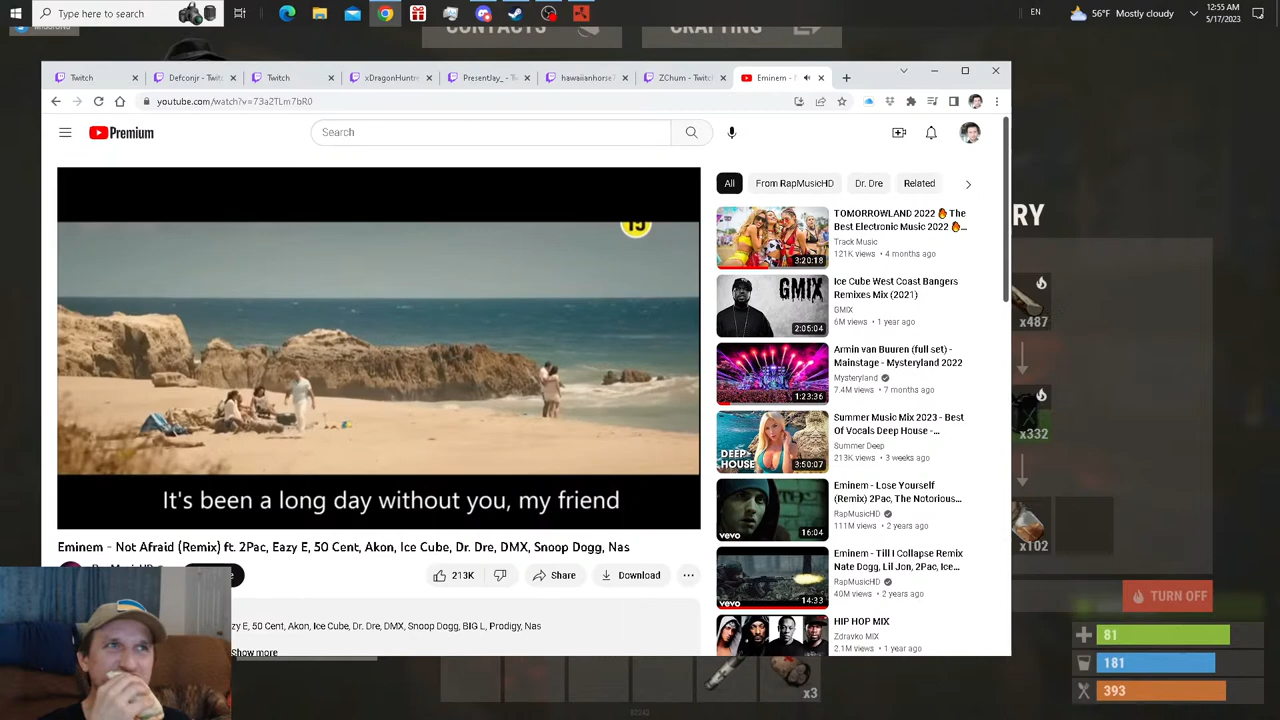 Type here to search
EN
56°F Mostly cloudy
12:55 AM
5/17/2023
CONTACTS
CRAFTING
Twitch
Defconjr - Twitc
Twitch
xDragonHuntre
PresentJay_ - Tw
hawaiianhorse
ZChum - Twitch
Eminem - N
youtube.com/watch?v=73a2TLm7bR0
Premium
Search
All
From RapMusicHD
Dr. Dre
Related
15
It's been a long day without you, my friend
Eminem - Not Afraid (Remix) ft. 2Pac, Eazy E, 50 Cent, Akon, Ice Cube, Dr. Dre, DMX, Snoop Dogg, Nas
213K
Share
Download
zy E, 50 Cent, Akon, Ice Cube, Dr. Dre, DMX, Snoop Dogg, BIG L, Prodigy, Nas
Show more
TOMORROWLAND 2022 🔥 The
Best Electronic Music 2022 🔥...
Track Music
121K views • 4 months ago
3:20:18
Ice Cube West Coast Bangers
Remixes Mix (2021)
GMIX
6M views • 1 year ago
GMIX
2:05:04
Armin van Buuren (full set) -
Mainstage - Mysteryland 2022
Mysteryland
7.4M views • 7 months ago
1:23:36
Summer Music Mix 2023 - Best
Of Vocals Deep House -...
Summer Deep
213K views • 3 weeks ago
DEEP
HOUSE
3:50:07
Eminem - Lose Yourself
(Remix) 2Pac, The Notorious...
RapMusicHD
111M views • 2 years ago
vevo
16:04
Eminem - Till I Collapse Remix
Nate Dogg, Lil Jon, 2Pac, Ice...
RapMusicHD
40M views • 2 years ago
vevo
14:33
HIP HOP MIX
Zdravko MIX
2.1M views • 1 year ago
RY
x487
x332
x102
TURN OFF
81
181
393
x3